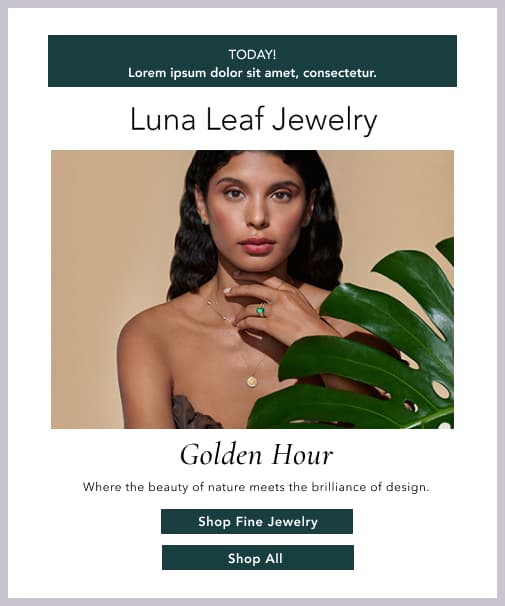 TODAY!
Lorem ipsum dolor sit amet, consectetur.
Luna Leaf Jewelry
Golden Hour
Where the beauty of nature meets the brilliance of design.
Shop Fine Jewelry
Shop All